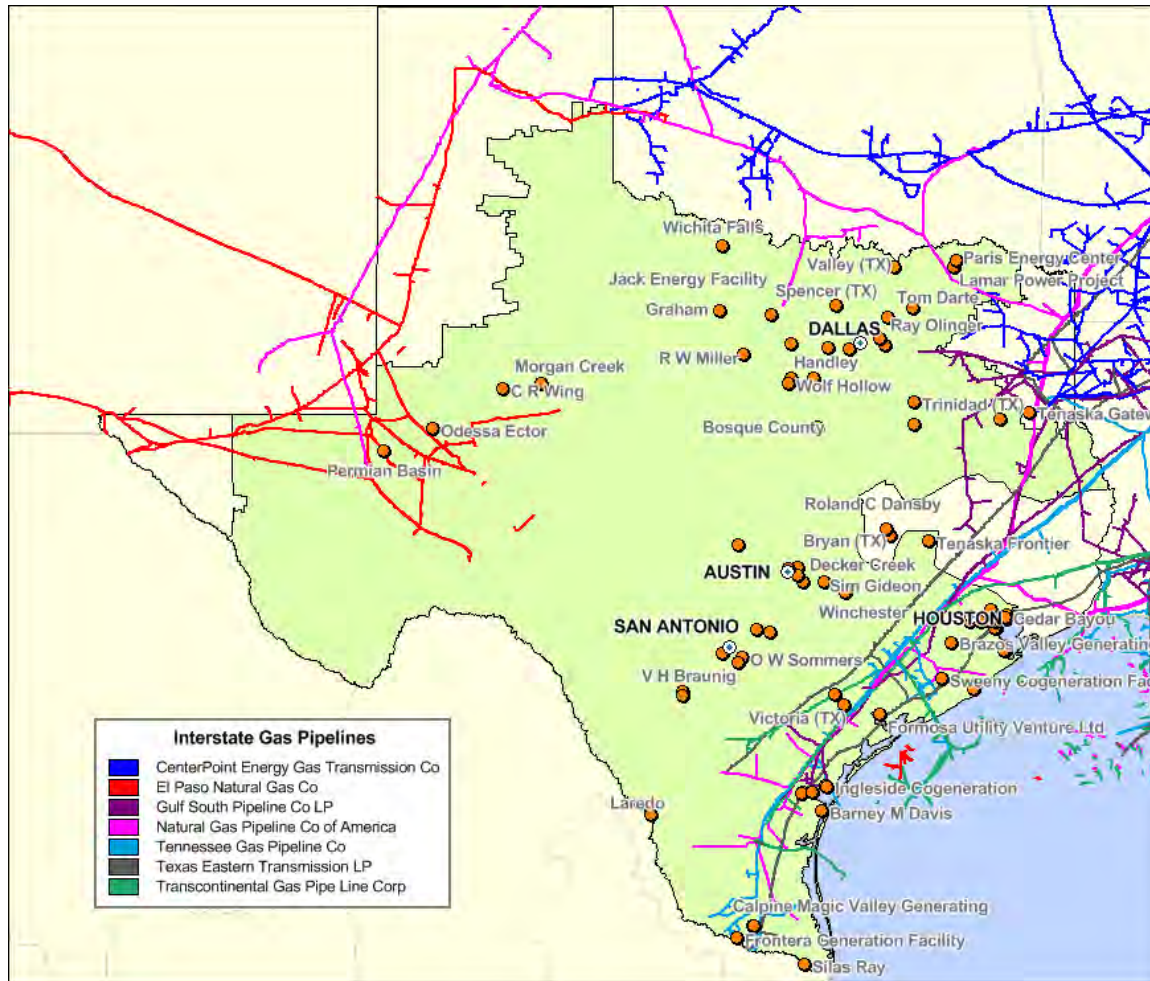 Wichita Falls
Valley (TX)
Paris Energy Center
Jack Energy Facility
Lamar Power Project
Spencer (TX)
Tom Darte
Graham
DALLAS
Ray Olinger
R W Miller
Handley
Morgan Creek
C R Wing
Wolf Hollow
Trinidad (TX)
Tenaska Gatew
Odessa Ector
Bosque County
Permian Basin
Roland C Dansby
Bryan (TX)
Tenaska Frontier
AUSTIN
Decker Creek
Sim Gideon
Winchester
SAN ANTONIO
HOUSTON
Cedar Bayou
Brazos Valley Generating
O W Sommers
V H Braunig
Sweeny Cogeneration Fac
Victoria (TX)
Formosa Utility Venture Ltd
Interstate Gas Pipelines
CenterPoint Energy Gas Transmission Co
El Paso Natural Gas Co
Gulf South Pipeline Co LP
Natural Gas Pipeline Co of America
Tennessee Gas Pipeline Co
Texas Eastern Transmission LP
Transcontinental Gas Pipe Line Corp
Ingleside Cogeneration
Laredo
Barney M Davis
Calpine Magic Valley Generating
Frontera Generation Facility
Silas Ray